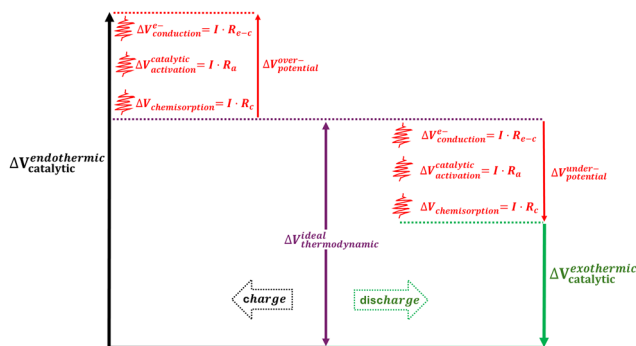 ΔV^{e−}_{conduction} = I · R_{e−c}
ΔV^{catalytic}_{activation} = I · R_a
ΔV_{chemisorption} = I · R_c
ΔV^{over−}_{potential}
ΔV^{endothermic}_{catalytic}
ΔV^{e−}_{conduction} = I · R_{e−c}
ΔV^{catalytic}_{activation} = I · R_a
ΔV_{chemisorption} = I · R_c
ΔV^{under−}_{potential}
ΔV^{ideal}_{thermodynamic}
ΔV^{exothermic}_{catalytic}
charge
discharge